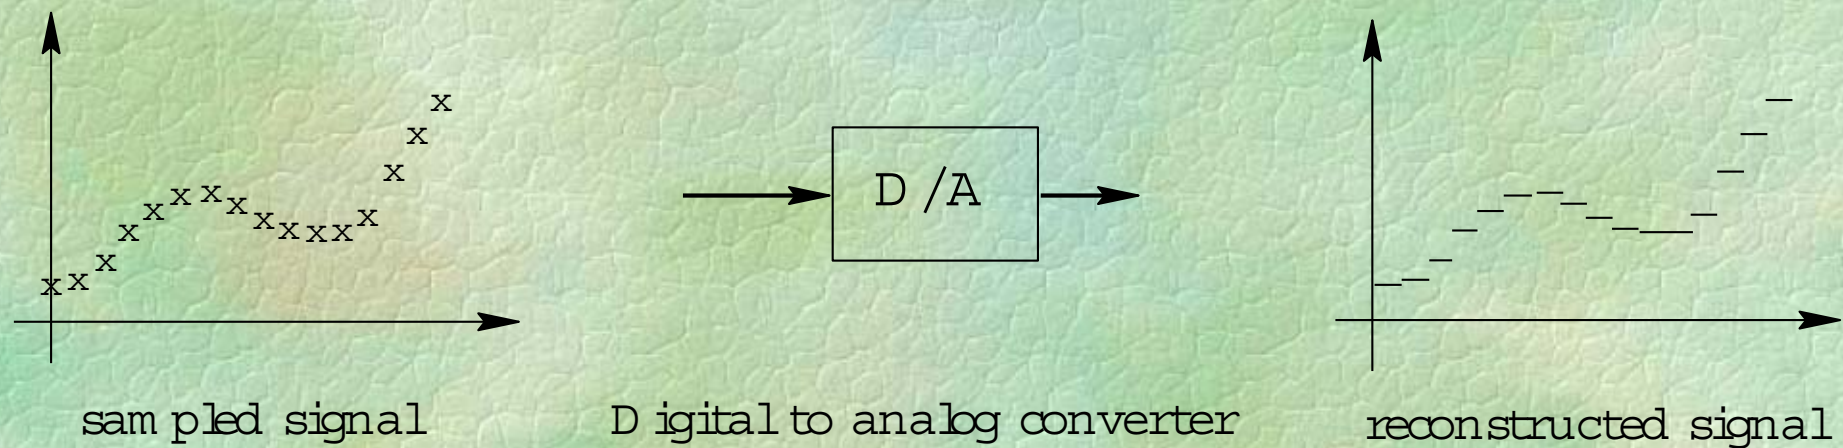 D/A
sampled signal
Digital to analog converter
reconstructed signal